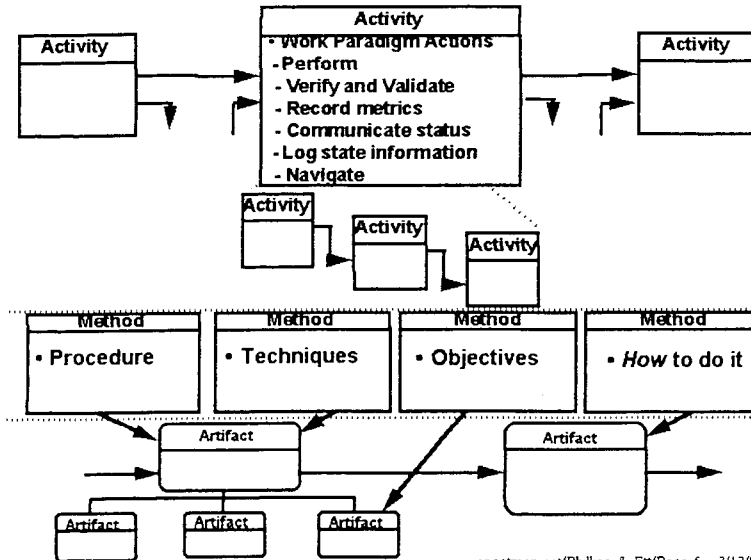 Activity
Activity
Activity
· Work Paradigm Actions
- Perform
- Verify and Validate
- Record metrics
- Communicate status
- Log state information
- Navigate
Activity
Activity
Activity
Method
Method
Method
Method
• Procedure
• Techniques
• Objectives
• How to do it
Artifact
Artifact
Artifact
Artifact
Artifact